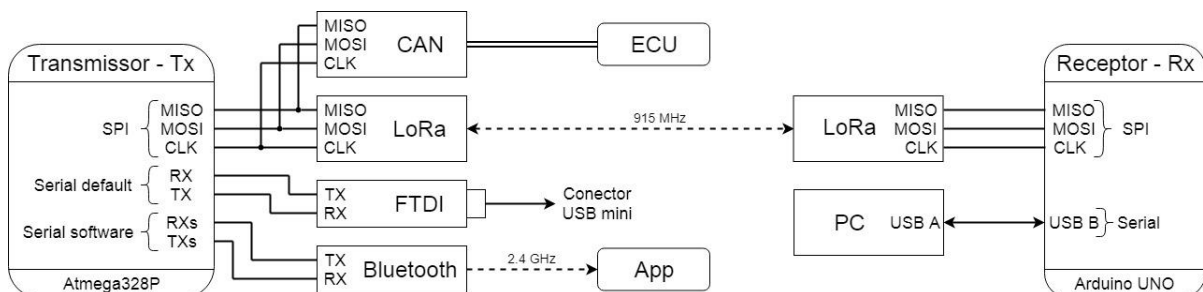 Transmissor - Tx
SPI
MISO
MOSI
CLK
Serial default
RX
TX
Serial software
RXs
TXs
Atmega328P
MISO
MOSI
CLK
CAN
ECU
MISO
MOSI
CLK
LoRa
915 MHz
TX
RX
FTDI
Conector
USB mini
TX
RX
Bluetooth
2.4 GHz
App
LoRa
MISO
MOSI
CLK
PC
USB A
Receptor - Rx
MISO
MOSI
CLK
SPI
USB B
Serial
Arduino UNO